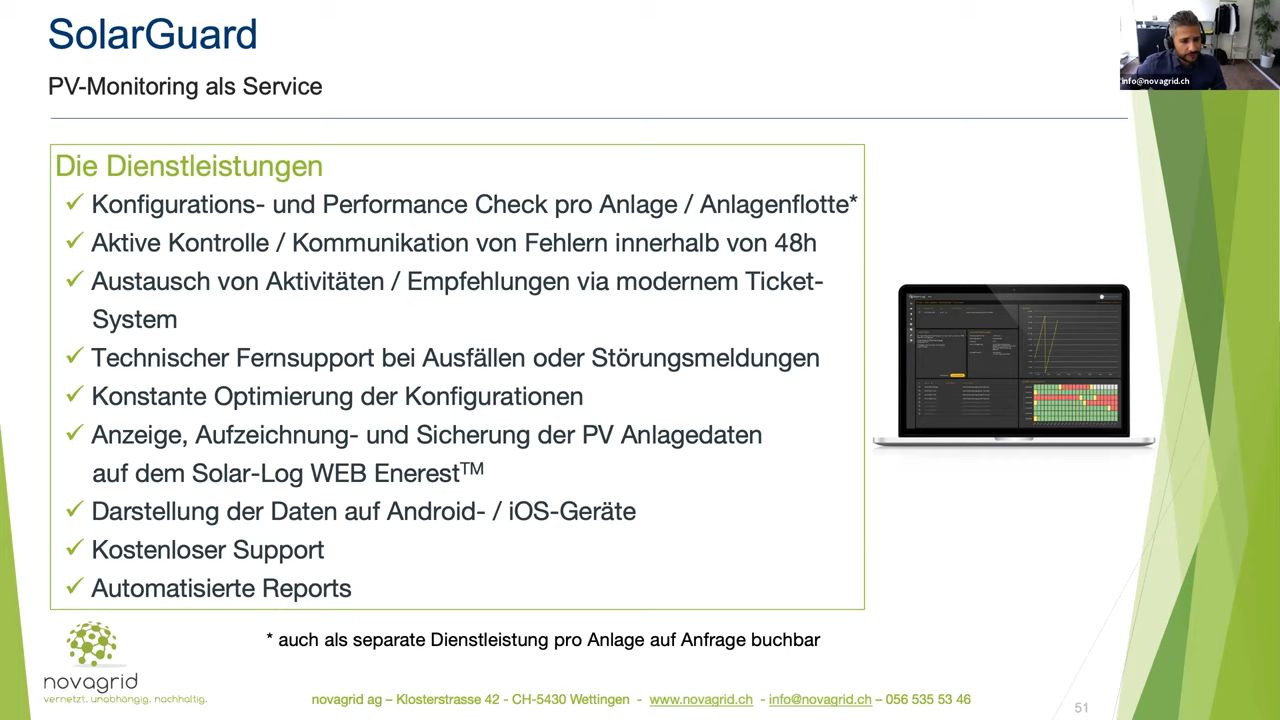 SolarGuard
PV-Monitoring als Service
info@novagrid.ch
Die Dienstleistungen
Konfigurations- und Performance Check pro Anlage / Anlagenflotte*
Aktive Kontrolle / Kommunikation von Fehlern innerhalb von 48h
Austausch von Aktivitäten / Empfehlungen via modernem Ticket-
System
Technischer Fernsupport bei Ausfällen oder Störungsmeldungen
Konstante Optimierung der Konfigurationen
Anzeige, Aufzeichnung- und Sicherung der PV Anlagedaten
auf dem Solar-Log WEB Enerest™
Darstellung der Daten auf Android- / iOS-Geräte
Kostenloser Support
Automatisierte Reports
* auch als separate Dienstleistung pro Anlage auf Anfrage buchbar
novagrid
vernetzt, unabhängig, nachhaltig.
novagrid ag – Klosterstrasse 42 - CH-5430 Wettingen - www.novagrid.ch - info@novagrid.ch – 056 535 53 46
51